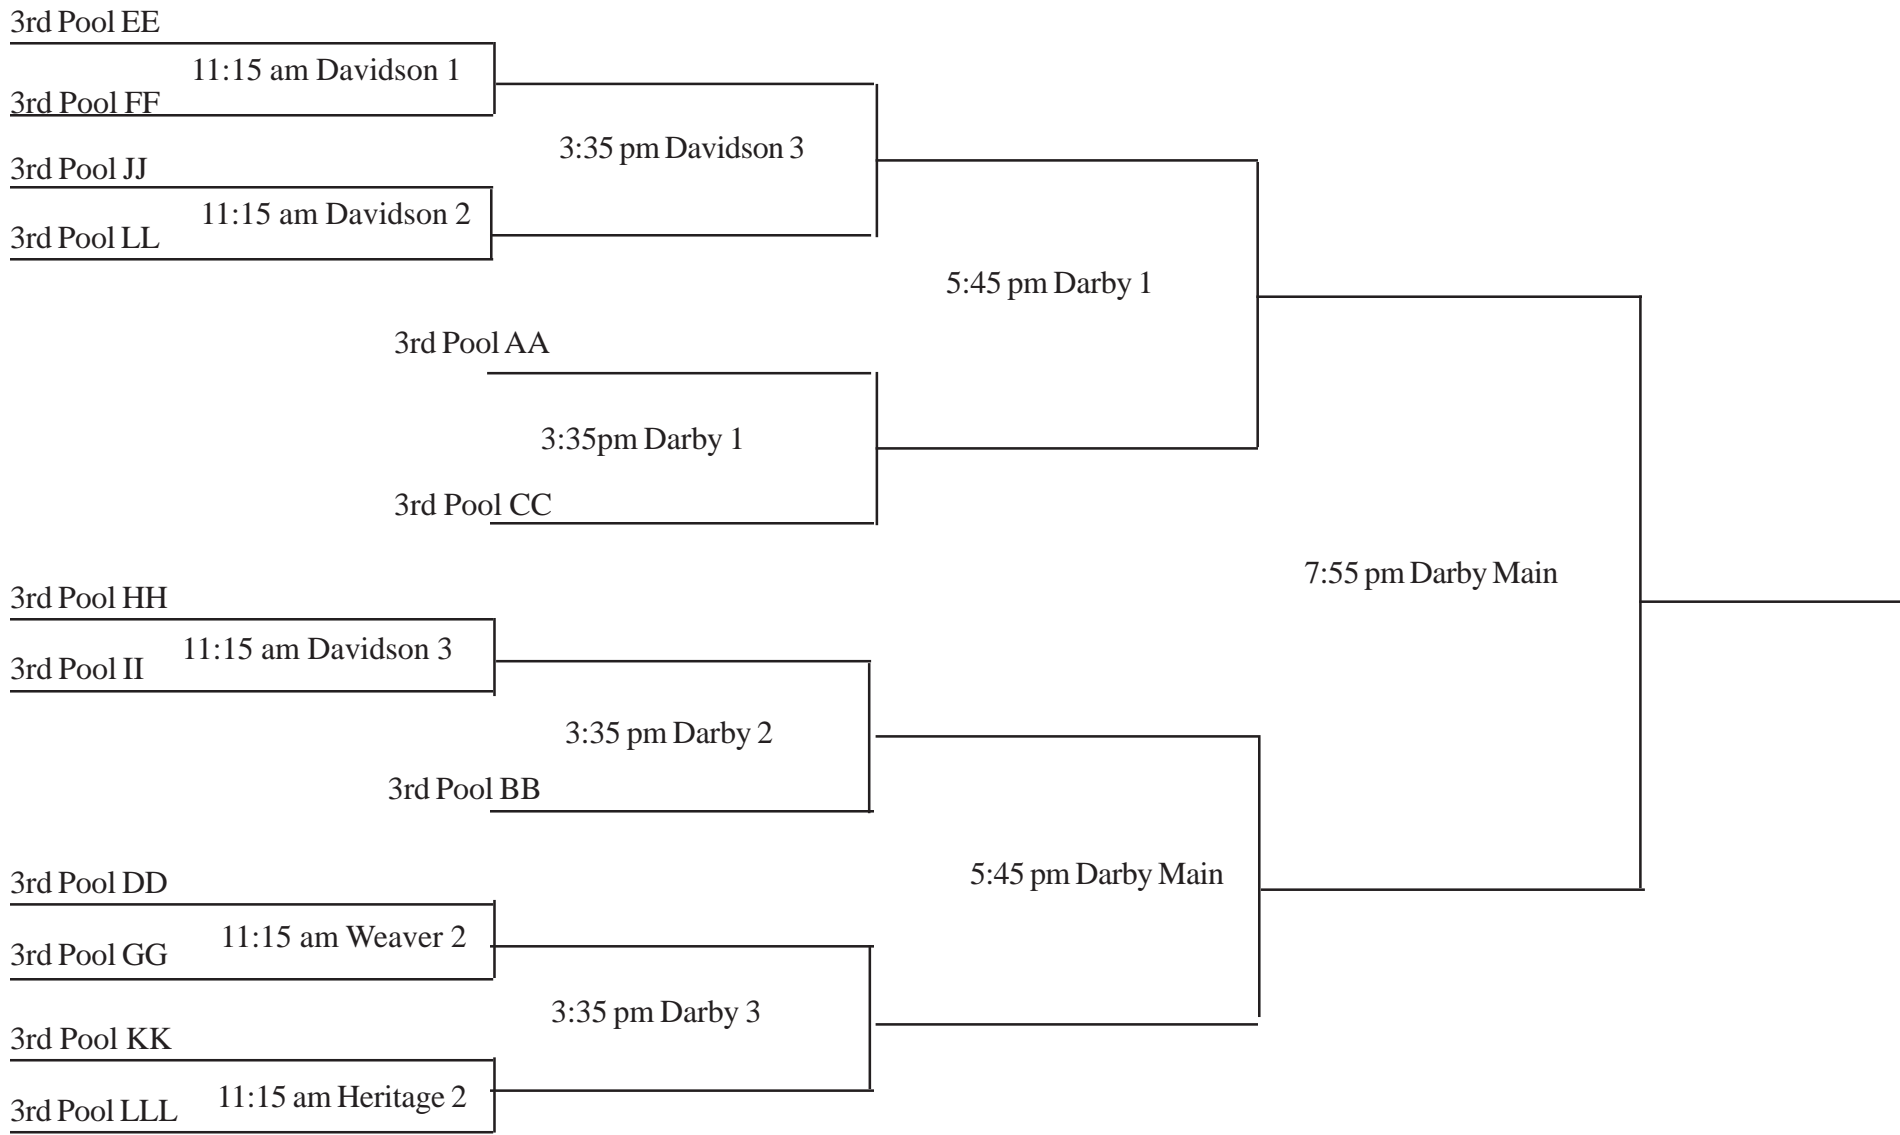 3rd Pool EE
11:15 am Davidson 1
3rd Pool FF
3:35 pm Davidson 3
3rd Pool JJ
11:15 am Davidson 2
3rd Pool LL
5:45 pm Darby 1
3rd Pool AA
3:35pm Darby 1
3rd Pool CC
7:55 pm Darby Main
3rd Pool HH
11:15 am Davidson 3
3rd Pool II
3:35 pm Darby 2
3rd Pool BB
5:45 pm Darby Main
3rd Pool DD
11:15 am Weaver 2
3rd Pool GG
3:35 pm Darby 3
3rd Pool KK
11:15 am Heritage 2
3rd Pool LLL